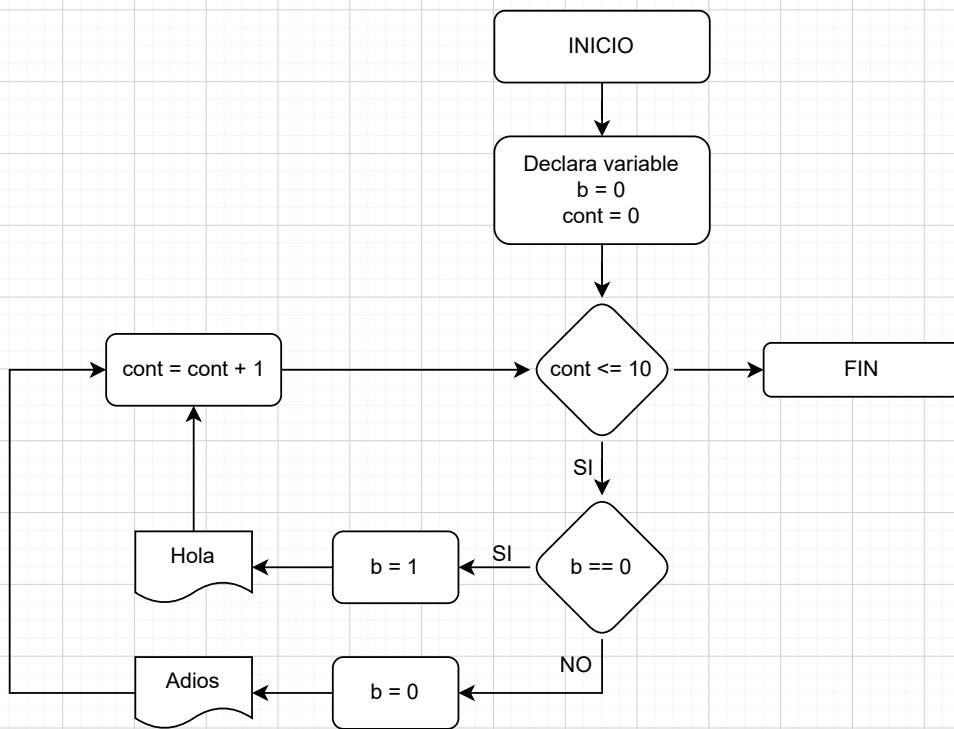 INICIO
Declara variable
b = 0
cont = 0
cont = cont + 1
cont <= 10
FIN
SI
Hola
b = 1
SI
b == 0
NO
Adios
b = 0